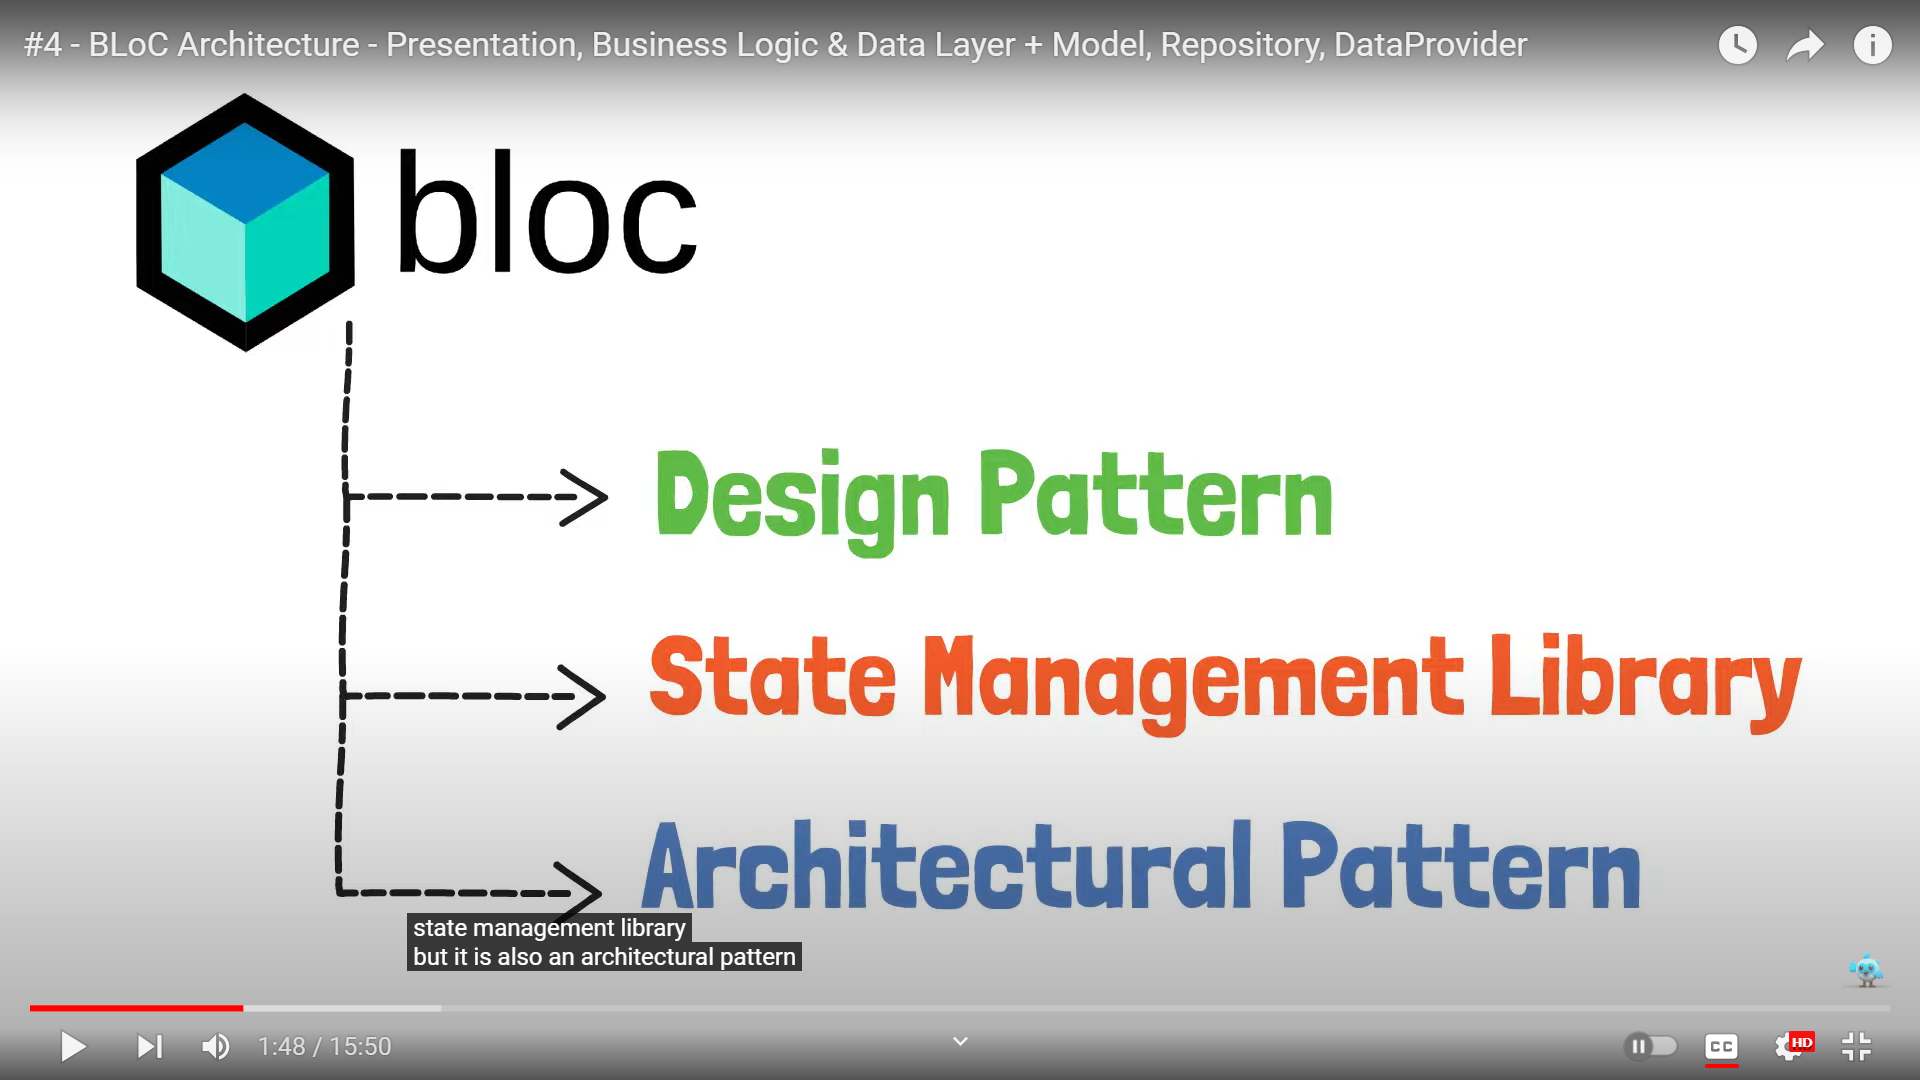 #4 - BLoC Architecture - Presentation, Business Logic & Data Layer + Model, Repository, DataProvider
bloc
Design Pattern
State Management Library
Architectural Pattern
state management library
but it is also an architectural pattern
1:48 / 15:50
CC
HD